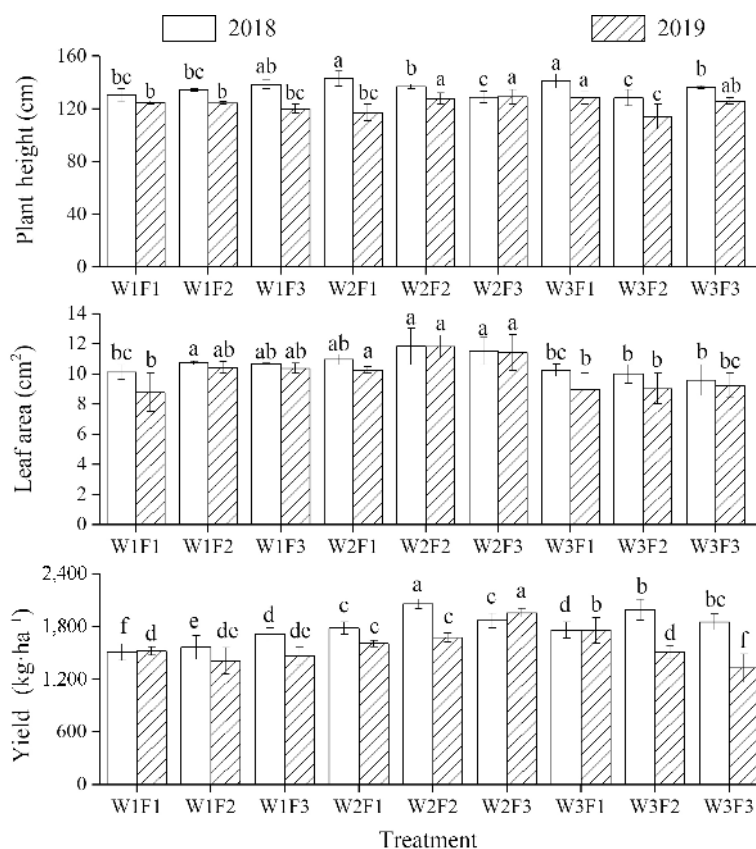 2018 2019
160
120
80
40
0
Plant height (cm)
bc b bc b ab bc a bc b a c a a a c c b ab
W1F1 W1F2 W1F3 W2F1 W2F2 W2F3 W3F1 W3F2 W3F3
14
12
10
8
6
4
2
0
Leaf area (cm²)
bc b a ab ab ab ab a a a a a bc b b b b b
W1F1 W1F2 W1F3 W2F1 W2F2 W2F3 W3F1 W3F2 W3F3
2,400
1,800
1,200
600
0
Yield (kg·ha⁻¹)
f d e dc d dc c c a c c a d b b d bc f
W1F1 W1F2 W1F3 W2F1 W2F2 W2F3 W3F1 W3F2 W3F3
Treatment